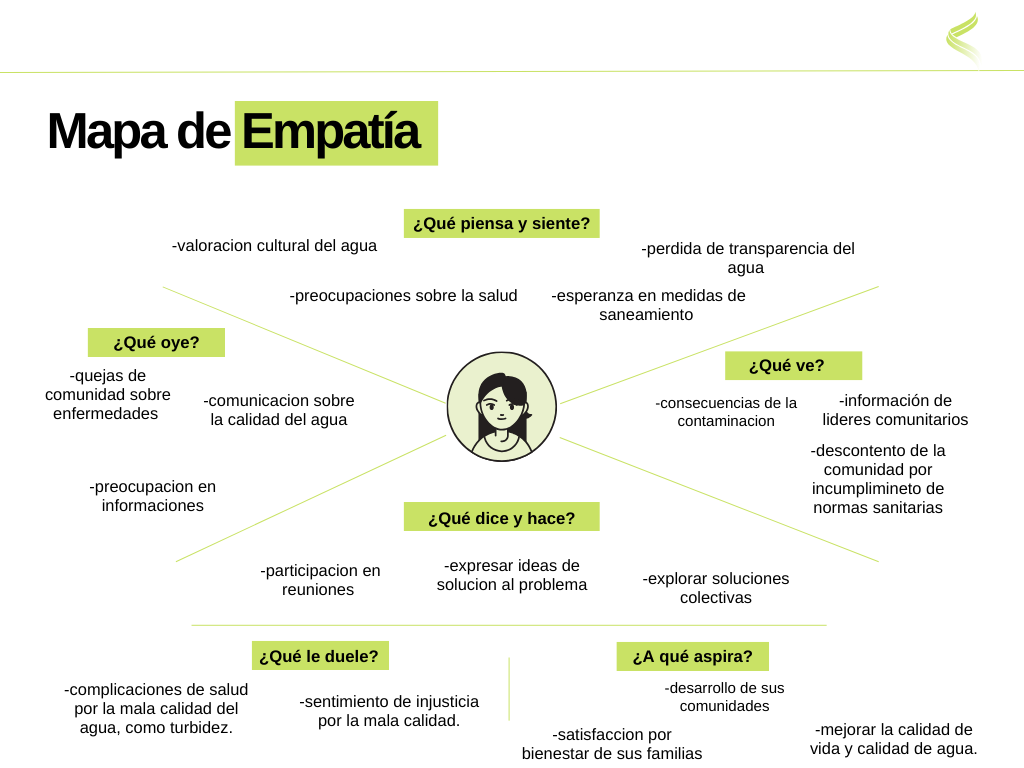 Mapa de Empatía
¿Qué piensa y siente?
-valoracion cultural del agua
-perdida de transparencia del
agua
-preocupaciones sobre la salud
-esperanza en medidas de
saneamiento
¿Qué oye?
-quejas de
comunidad sobre
enfermedades
-comunicacion sobre
la calidad del agua
-preocupacion en
informaciones
¿Qué ve?
-consecuencias de la
contaminacion
-información de
lideres comunitarios
-descontento de la
comunidad por
incumplimineto de
normas sanitarias
¿Qué dice y hace?
-participacion en
reuniones
-expresar ideas de
solucion al problema
-explorar soluciones
colectivas
¿Qué le duele?
-complicaciones de salud
por la mala calidad del
agua, como turbidez.
-sentimiento de injusticia
por la mala calidad.
¿A qué aspira?
-desarrollo de sus
comunidades
-satisfaccion por
bienestar de sus familias
-mejorar la calidad de
vida y calidad de agua.